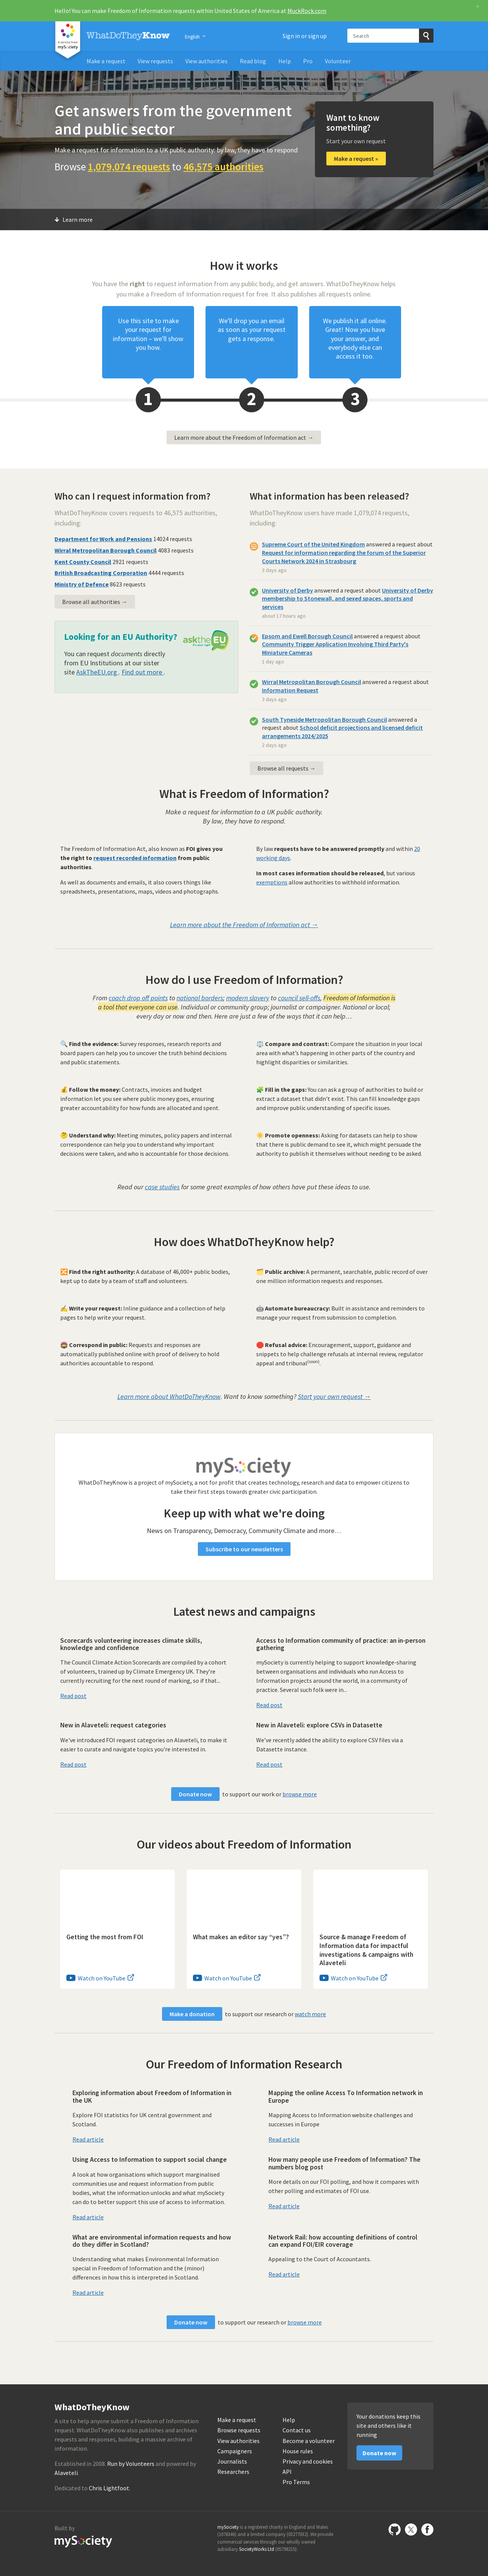 Hello! You can make Freedom of Information requests within United States of America at MuckRock.com
mySociety
WhatDoTheyKnow
English
Sign in or sign up
Search
Make a request
View requests
View authorities
Read blog
Help
Pro
Volunteer
Get answers from the government
and public sector
Make a request for information to a UK public authority: by law, they have to respond
Browse 1,079,074 requests to 46,575 authorities
Want to know
something?
Start your own request
Make a request »
Learn more
How it works
You have the right to request information from any public body, and get answers. WhatDoTheyKnow helps
you make a Freedom of Information request for free. It also publishes all requests online.
Use this site to make
your request for
information – we'll show
you how.
We'll drop you an email
as soon as your request
gets a response.
We publish it all online.
Great! Now you have
your answer, and
everybody else can
access it too.
1
2
3
Learn more about the Freedom of Information act →
Who can I request information from?
WhatDoTheyKnow covers requests to 46,575 authorities,
including:
Department for Work and Pensions 14024 requests
Wirral Metropolitan Borough Council 4083 requests
Kent County Council 2921 requests
British Broadcasting Corporation 4444 requests
Ministry of Defence 8623 requests
Browse all authorities →
Looking for an EU Authority?
You can request documents directly
from EU Institutions at our sister
site AskTheEU.org . Find out more .
asktheEU
What information has been released?
WhatDoTheyKnow users have made 1,079,074 requests,
including:
Supreme Court of the United Kingdom answered a request about
Request for information regarding the forum of the Superior
Courts Network 2024 in Strasbourg
3 days ago
University of Derby answered a request about University of Derby
membership to Stonewall, and sexed spaces, sports and
services
about 17 hours ago
Epsom and Ewell Borough Council answered a request about
Community Trigger Application Involving Third Party's
Miniature Cameras
1 day ago
Wirral Metropolitan Borough Council answered a request about
Information Request
3 days ago
South Tyneside Metropolitan Borough Council answered a
request about School deficit projections and licensed deficit
arrangements 2024/2025
2 days ago
Browse all requests →
What is Freedom of Information?
Make a request for information to a UK public authority.
By law, they have to respond.
The Freedom of Information Act, also known as FOI gives you
the right to request recorded information from public
authorities.
As well as documents and emails, it also covers things like
spreadsheets, presentations, maps, videos and photographs.
By law requests have to be answered promptly and within 20
working days.
In most cases information should be released, but various
exemptions allow authorities to withhold information.
Learn more about the Freedom of Information act →
How do I use Freedom of Information?
From coach drop off points to national borders; modern slavery to council sell-offs, Freedom of Information is
a tool that everyone can use. Individual or community group; journalist or campaigner. National or local;
every day or now and then. Here are just a few of the ways that it can help…
🔍 Find the evidence: Survey responses, research reports and
board papers can help you to uncover the truth behind decisions
and public statements.
⚖️ Compare and contrast: Compare the situation in your local
area with what's happening in other parts of the country and
highlight disparities or similarities.
💰 Follow the money: Contracts, invoices and budget
information let you see where public money goes, ensuring
greater accountability for how funds are allocated and spent.
🧩 Fill in the gaps: You can ask a group of authorities to build or
extract a dataset that didn't exist. This can fill knowledge gaps
and improve public understanding of specific issues.
🤔 Understand why: Meeting minutes, policy papers and internal
correspondence can help you to understand why important
decisions were taken, and who is accountable for those decisions.
☀️ Promote openness: Asking for datasets can help to show
that there is public demand to see it, which might persuade the
authority to publish it themselves without needing to be asked.
Read our case studies for some great examples of how others have put these ideas to use.
How does WhatDoTheyKnow help?
🔀 Find the right authority: A database of 46,000+ public bodies,
kept up to date by a team of staff and volunteers.
🗂️ Public archive: A permanent, searchable, public record of over
one million information requests and responses.
✍️ Write your request: Inline guidance and a collection of help
pages to help write your request.
🤖 Automate bureaucracy: Built in assistance and reminders to
manage your request from submission to completion.
📯 Correspond in public: Requests and responses are
automatically published online with proof of delivery to hold
authorities accountable to respond.
🛑 Refusal advice: Encouragement, support, guidance and
snippets to help challenge refusals at internal review, regulator
appeal and tribunal(soon).
Learn more about WhatDoTheyKnow. Want to know something? Start your own request →
mySociety
WhatDoTheyKnow is a project of mySociety, a not for profit that creates technology, research and data to empower citizens to
take their first steps towards greater civic participation.
Keep up with what we're doing
News on Transparency, Democracy, Community Climate and more…
Subscribe to our newsletters
Latest news and campaigns
Scorecards volunteering increases climate skills,
knowledge and confidence
The Council Climate Action Scorecards are compiled by a cohort
of volunteers, trained up by Climate Emergency UK. They're
currently recruiting for the next round of marking, so if that...
Read post
Access to Information community of practice: an in-person
gathering
mySociety is currently helping to support knowledge-sharing
between organisations and individuals who run Access to
Information projects around the world, in a community of
practice. Several such folk were in...
Read post
New in Alaveteli: request categories
We've introduced FOI request categories on Alaveteli, to make it
easier to curate and navigate topics you're interested in.
Read post
New in Alaveteli: explore CSVs in Datasette
We've recently added the ability to explore CSV files via a
Datasette instance.
Read post
Donate now to support our work or browse more
Our videos about Freedom of Information
Getting the most from FOI
Watch on YouTube
What makes an editor say “yes”?
Watch on YouTube
Source & manage Freedom of
Information data for impactful
investigations & campaigns with
Alaveteli
Watch on YouTube
Make a donation to support our research or watch more
Our Freedom of Information Research
Exploring information about Freedom of Information in
the UK
Explore FOI statistics for UK central government and
Scotland.
Read article
Mapping the online Access To Information network in
Europe
Mapping Access to Information website challenges and
successes in Europe
Read article
Using Access to Information to support social change
A look at how organisations which support marginalised
communities use and request information from public
bodies, what the information unlocks and what mySociety
can do to better support this use of access to information.
Read article
How many people use Freedom of Information? The
numbers blog post
More details on our FOI polling, and how it compares with
other polling and estimates of FOI use.
Read article
What are environmental information requests and how
do they differ in Scotland?
Understanding what makes Environmental Information
special in Freedom of Information and the (minor)
differences in how this is interpreted in Scotland.
Read article
Network Rail: how accounting definitions of control
can expand FOI/EIR coverage
Appealing to the Court of Accountants.
Read article
Donate now to support our research or browse more
WhatDoTheyKnow
A site to help anyone submit a Freedom of Information
request. WhatDoTheyKnow also publishes and archives
requests and responses, building a massive archive of
information.
Established in 2008. Run by Volunteers and powered by
Alaveteli.
Dedicated to Chris Lightfoot.
Make a request
Browse requests
View authorities
Campaigners
Journalists
Researchers
Help
Contact us
Become a volunteer
House rules
Privacy and cookies
API
Pro Terms
Your donations keep this
site and others like it
running
Donate now
Built by
mySociety
mySociety is a registered charity in England and Wales
(1076346) and a limited company (03277032). We provide
commercial services through our wholly owned
subsidiary SocietyWorks Ltd (05798215).